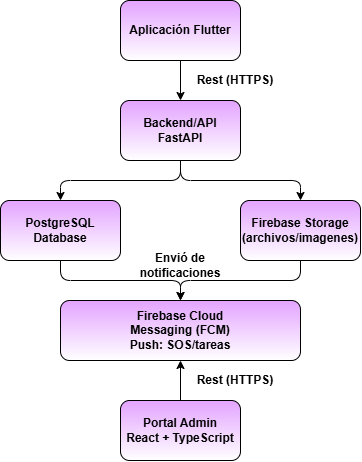 Aplicación Flutter
Rest (HTTPS)
Backend/API
FastAPI
PostgreSQL
Database
Firebase Storage
(archivos/imagenes)
Envió de
notificaciones
Firebase Cloud
Messaging (FCM)
Push: SOS/tareas
Rest (HTTPS)
Portal Admin
React + TypeScript